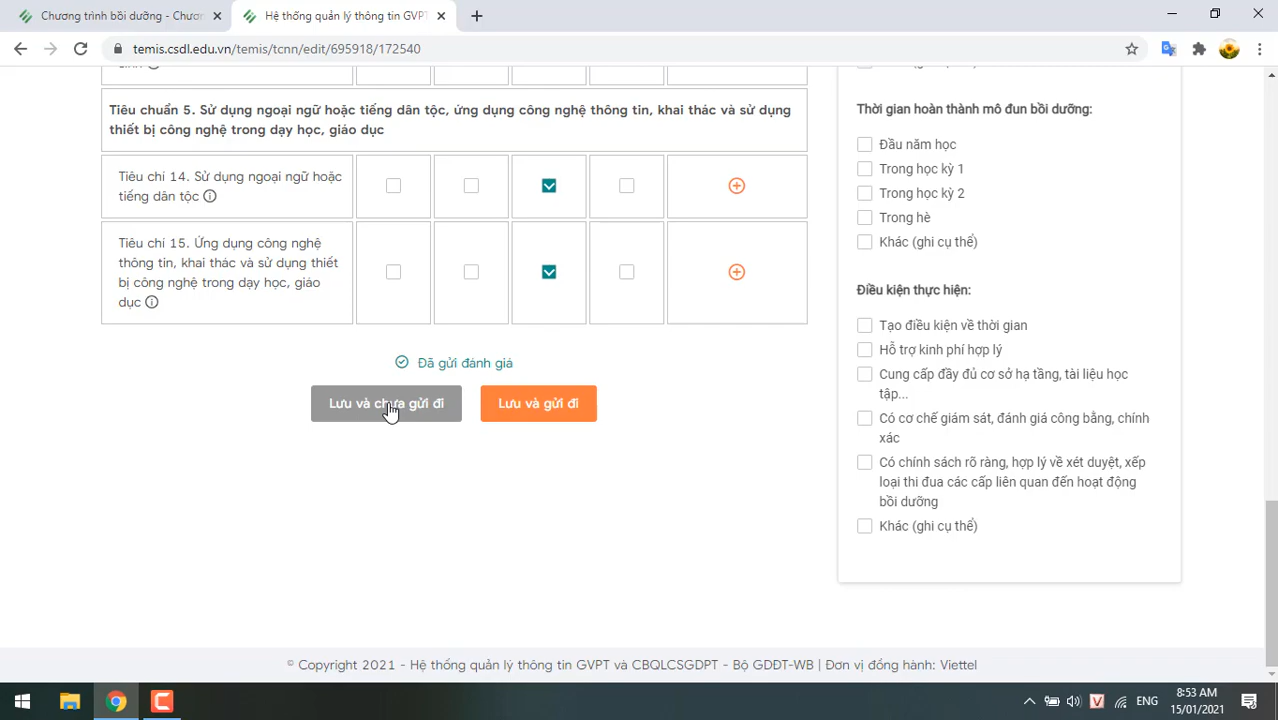 Chương trình bồi dưỡng - Chươn
Hệ thống quản lý thông tin GVPT
temis.csdl.edu.vn/temis/tcnn/edit/695918/172540
Tiêu chuẩn 5. Sử dụng ngoại ngữ hoặc tiếng dân tộc, ứng dụng công nghệ thông tin, khai thác và sử dụng
thiết bị công nghệ trong dạy học, giáo dục
Tiêu chí 14. Sử dụng ngoại ngữ hoặc
tiếng dân tộc
Tiêu chí 15. Ứng dụng công nghệ
thông tin, khai thác và sử dụng thiết
bị công nghệ trong dạy học, giáo
dục
Đã gửi đánh giá
Lưu và chưa gửi đi
Lưu và gửi đi
Thời gian hoàn thành mô đun bồi dưỡng:
Đầu năm học
Trong học kỳ 1
Trong học kỳ 2
Trong hè
Khác (ghi cụ thể)
Điều kiện thực hiện:
Tạo điều kiện về thời gian
Hỗ trợ kinh phí hợp lý
Cung cấp đầy đủ cơ sở hạ tầng, tài liệu học
tập...
Có cơ chế giám sát, đánh giá công bằng, chính
xác
Có chính sách rõ ràng, hợp lý về xét duyệt, xếp
loại thi đua các cấp liên quan đến hoạt động
bồi dưỡng
Khác (ghi cụ thể)
© Copyright 2021 - Hệ thống quản lý thông tin GVPT và CBQLCSGDPT - Bộ GDĐT-WB | Đơn vị đồng hành: Viettel
V
ENG
8:53 AM
15/01/2021